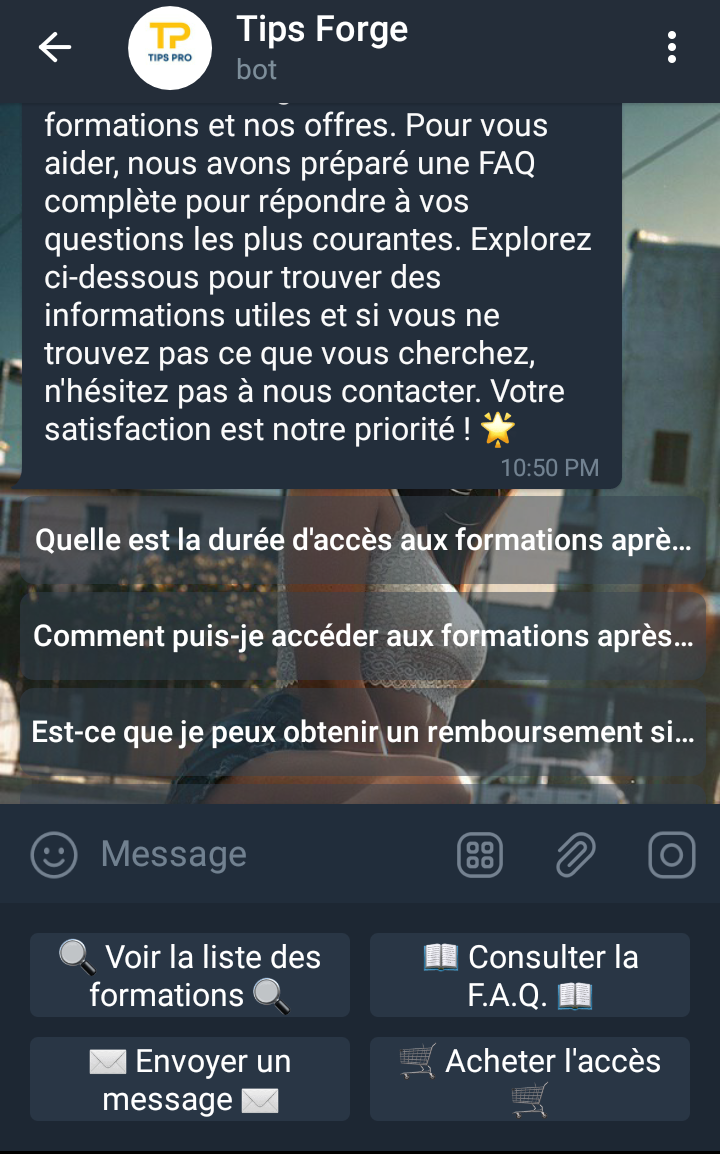 Tips Forge
TP
TIPS PRO
bot
formations et nos offres. Pour vous
aider, nous avons préparé une FAQ
complète pour répondre à vos
questions les plus courantes. Explorez
ci-dessous pour trouver des
informations utiles et si vous ne
trouvez pas ce que vous cherchez,
n'hésitez pas à nous contacter. Votre
satisfaction est notre priorité ! 🌟
10:50 PM
Quelle est la durée d'accès aux formations aprè...
Comment puis-je accéder aux formations après...
Est-ce que je peux obtenir un remboursement si...
Message
🔍 Voir la liste des
formations 🔍
📖 Consulter la
F.A.Q. 📖
✉️ Envoyer un
message ✉️
🛒 Acheter l'accès
🛒